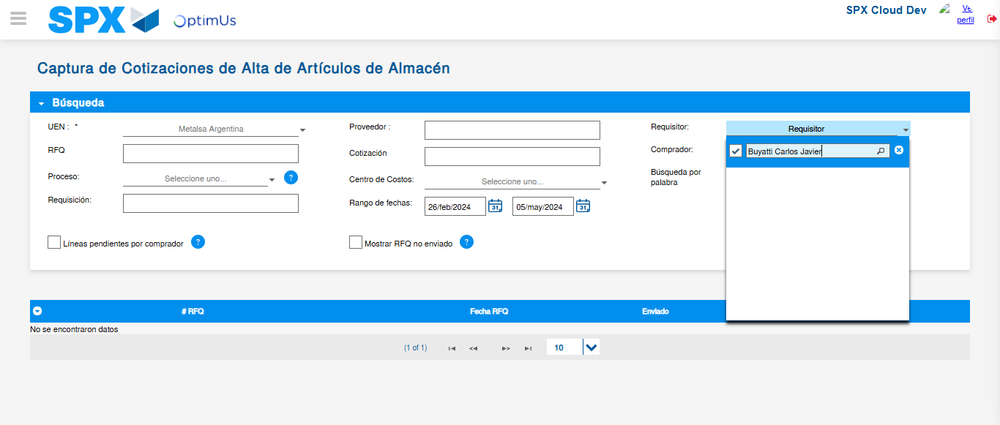 SPX OptimUs
SPX Cloud Dev
Ve
perfil
Captura de Cotizaciones de Alta de Artículos de Almacén
Búsqueda
UEN : * Metalsa Argentina
RFQ
Proceso: Seleccione uno... ?
Requisición:
Proveedor :
Cotización
Centro de Costos: Seleccione uno...
Rango de fechas: 26/feb/2024 31 05/may/2024 31
Requisitor: Requisitor
Comprador: Buyatti Carlos Javier
Búsqueda por
palabra
Líneas pendientes por comprador ?
Mostrar RFQ no enviado ?
# RFQ Fecha RFQ Enviado
No se encontraron datos
(1 of 1) 10